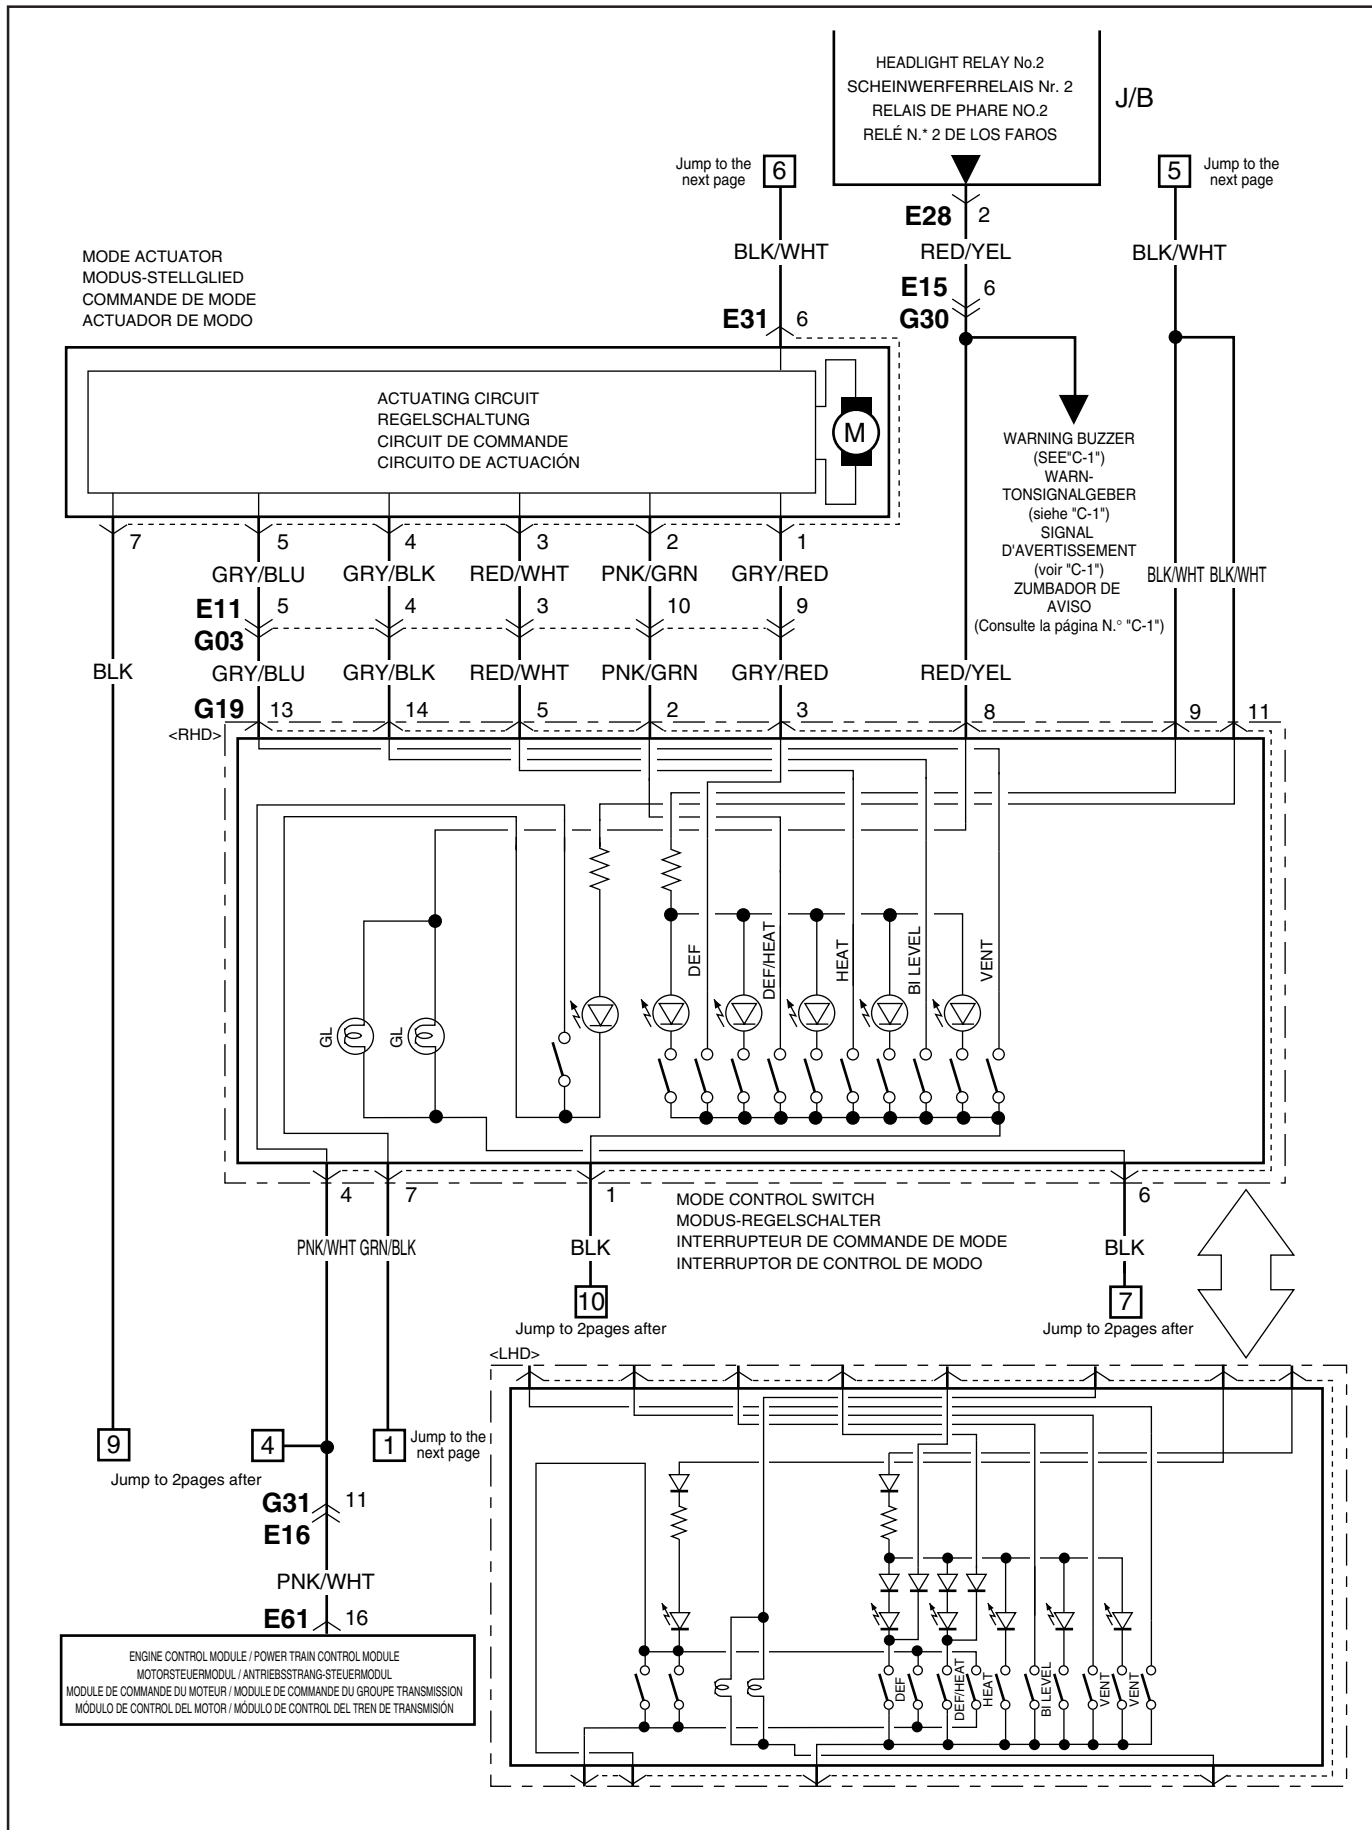 HEADLIGHT RELAY No.2
SCHEINWERFERRELAIS Nr. 2
RELAIS DE PHARE NO.2
RELÉ N.* 2 DE LOS FAROS
J/B
Jump to the
next page
6
5
Jump to the
next page
E28 2
BLK/WHT
RED/YEL
BLK/WHT
MODE ACTUATOR
MODUS-STELLGLIED
COMMANDE DE MODE
ACTUADOR DE MODO
E15 6
G30
E31 6
ACTUATING CIRCUIT
REGELSCHALTUNG
CIRCUIT DE COMMANDE
CIRCUITO DE ACTUACIÓN
M
WARNING BUZZER
(SEE"C-1")
WARN-
TONSIGNALGEBER
(siehe "C-1")
SIGNAL
D'AVERTISSEMENT
(voir "C-1")
ZUMBADOR DE
AVISO
(Consulte la página N.° "C-1")
BLK/WHT BLK/WHT
7 5 4 3 2 1
GRY/BLU GRY/BLK RED/WHT PNK/GRN GRY/RED
E11 5 4 3 10 9
G03
BLK GRY/BLU GRY/BLK RED/WHT PNK/GRN GRY/RED RED/YEL
G19 13 14 5 2 3 8 9 11
<RHD>
DEF
DEF/HEAT
HEAT
BI LEVEL
VENT
GL
GL
4 7 1 6
MODE CONTROL SWITCH
MODUS-REGELSCHALTER
INTERRUPTEUR DE COMMANDE DE MODE
INTERRUPTOR DE CONTROL DE MODO
PNK/WHT GRN/BLK BLK BLK
10
7
Jump to 2pages after
Jump to 2pages after
<LHD>
9
4
1
Jump to the
next page
Jump to 2pages after
G31 11
E16
PNK/WHT
E61 16
ENGINE CONTROL MODULE / POWER TRAIN CONTROL MODULE
MOTORSTEUERMODUL / ANTRIEBSSTRANG-STEUERMODUL
MODULE DE COMMANDE DU MOTEUR / MODULE DE COMMANDE DU GROUPE TRANSMISSION
MÓDULO DE CONTROL DEL MOTOR / MÓDULO DE CONTROL DEL TREN DE TRANSMISIÓN
DEF
DEF/HEAT
HEAT
BI LEVEL
VENT
VENT